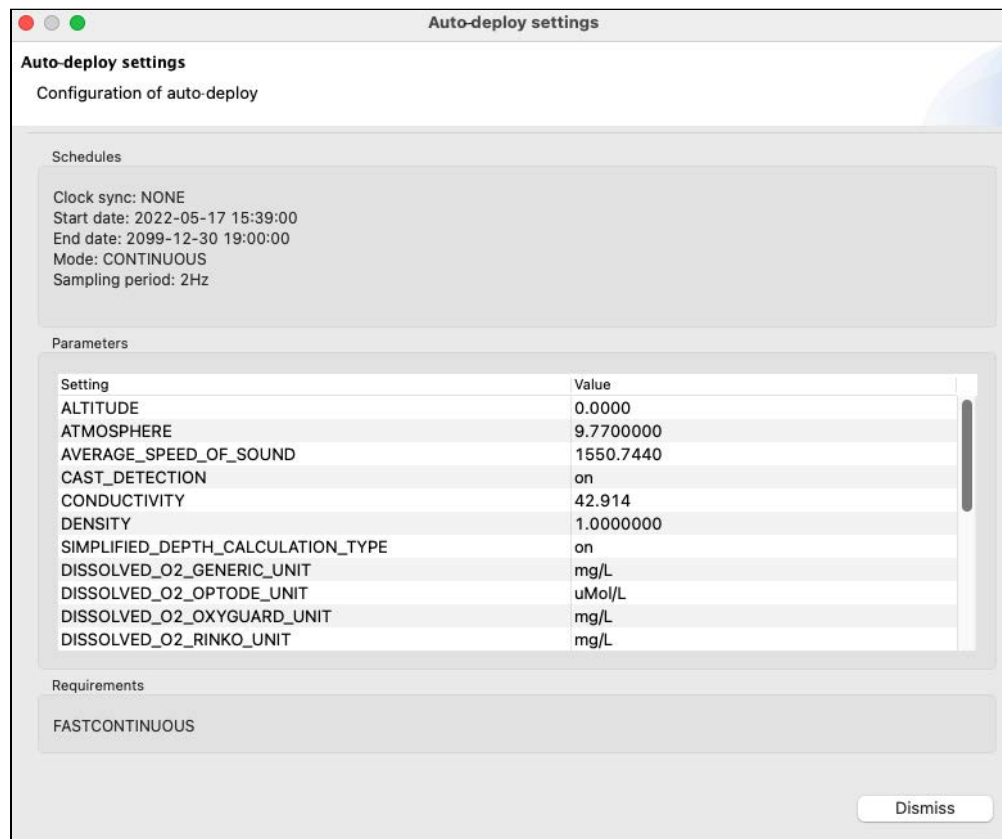 Auto-deploy settings
Auto-deploy settings
Configuration of auto-deploy
Schedules
Clock sync: NONE
Start date: 2022-05-17 15:39:00
End date: 2099-12-30 19:00:00
Mode: CONTINUOUS
Sampling period: 2Hz
Parameters
Setting Value
ALTITUDE 0.0000
ATMOSPHERE 9.7700000
AVERAGE_SPEED_OF_SOUND 1550.7440
CAST_DETECTION on
CONDUCTIVITY 42.914
DENSITY 1.0000000
SIMPLIFIED_DEPTH_CALCULATION_TYPE on
DISSOLVED_O2_GENERIC_UNIT mg/L
DISSOLVED_O2_OPTODE_UNIT uMol/L
DISSOLVED_O2_OXYGUARD_UNIT mg/L
DISSOLVED_O2_RINKO_UNIT mg/L
Requirements
FASTCONTINUOUS
Dismiss